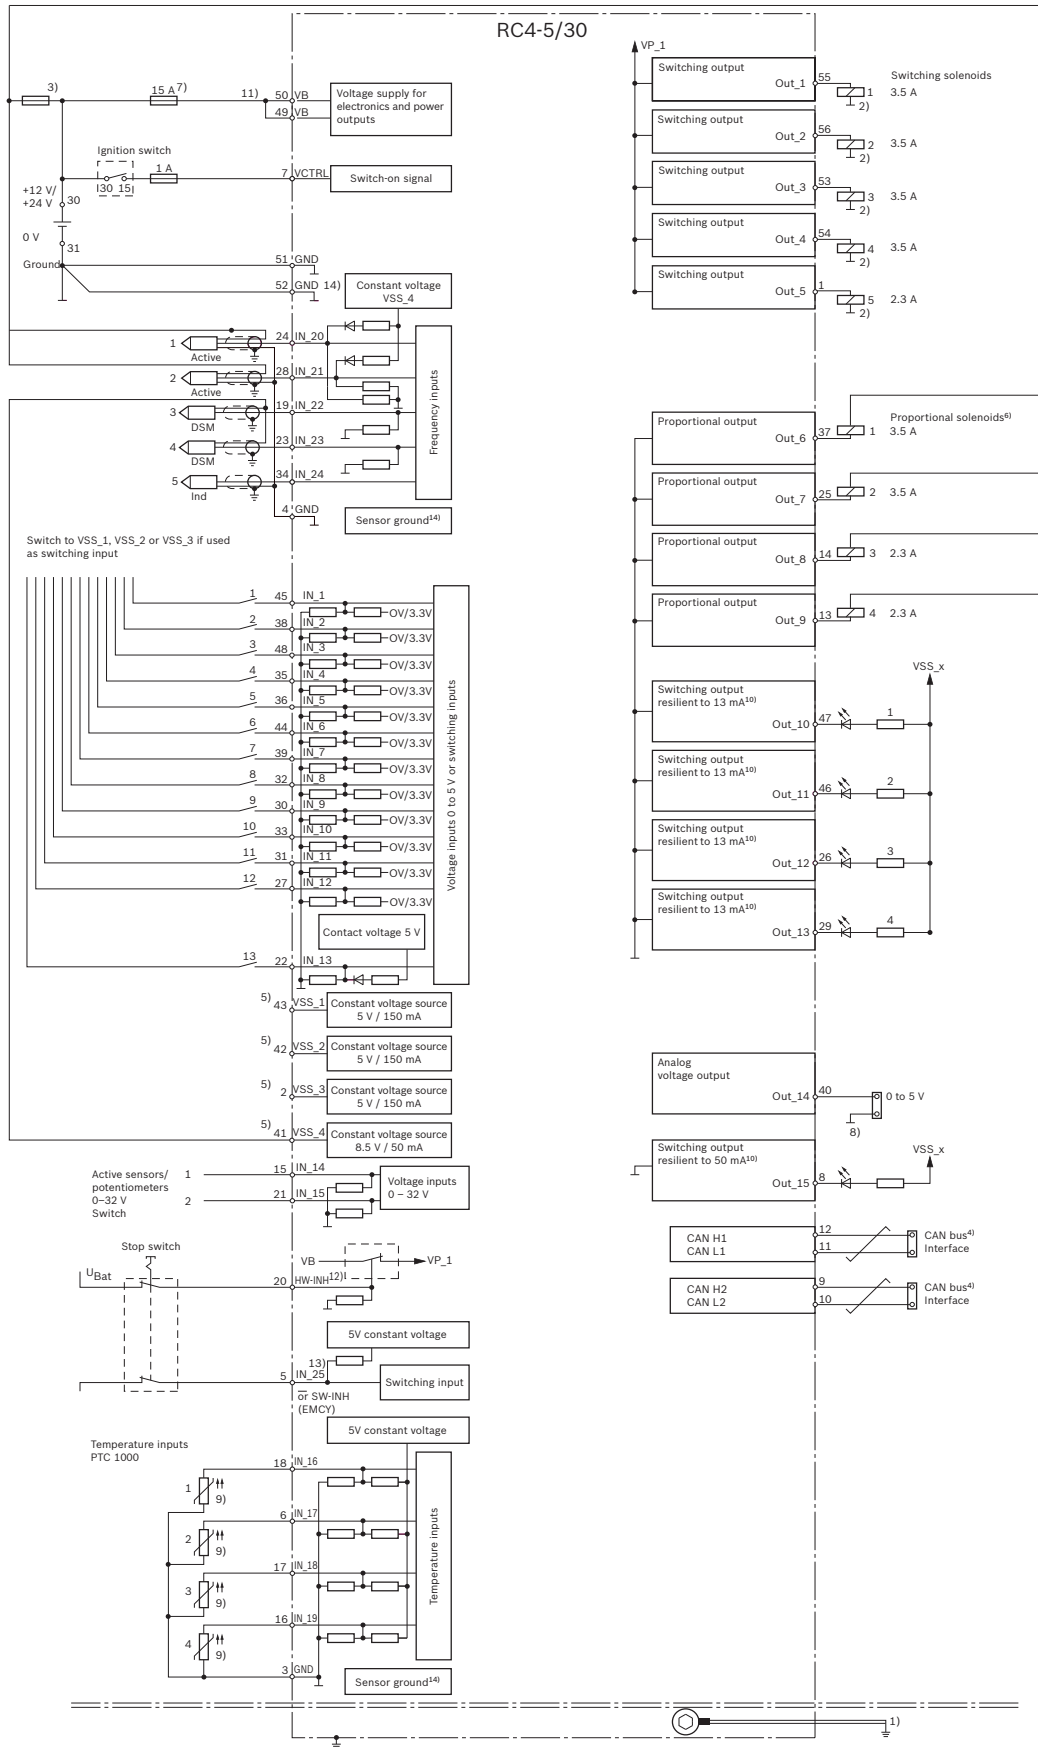 RC4-5/30
3)
15 A 7)
11)
50 VB
49 VB
Voltage supply for
electronics and power
outputs
Ignition switch
30 15
1 A
7 VCTRL
Switch-on signal
+12 V/
+24 V
30
0 V
31
Ground
51 GND
52 GND 14)
Constant voltage
VSS_4
1
Active
24 IN_20
2
Active
28 IN_21
3
DSM
19 IN_22
4
DSM
23 IN_23
5
Ind
34 IN_24
Frequency inputs
4 GND
Sensor ground14)
Switch to VSS_1, VSS_2 or VSS_3 if used
as switching input
1 45 IN_1
OV/3.3V
2 38 IN_2
OV/3.3V
3 48 IN_3
OV/3.3V
4 35 IN_4
OV/3.3V
5 36 IN_5
OV/3.3V
6 44 IN_6
OV/3.3V
7 39 IN_7
OV/3.3V
8 32 IN_8
OV/3.3V
9 30 IN_9
OV/3.3V
10 33 IN_10
OV/3.3V
11 31 IN_11
OV/3.3V
12 27 IN_12
OV/3.3V
Voltage inputs 0 to 5 V or switching inputs
Contact voltage 5 V
13 22 IN_13
5) 43 VSS_1
Constant voltage source
5 V / 150 mA
5) 42 VSS_2
Constant voltage source
5 V / 150 mA
5) 2 VSS_3
Constant voltage source
5 V / 150 mA
5) 41 VSS_4
Constant voltage source
8.5 V / 50 mA
Active sensors/
potentiometers
0–32 V
Switch
1 15 IN_14
2 21 IN_15
Voltage inputs
0 – 32 V
Stop switch
UBat
VB
VP_1
20 HW-INH12)
5V constant voltage
13)
5 IN_25
or SW-INH
(EMCY)
Switching input
5V constant voltage
Temperature inputs
PTC 1000
18 IN_16
1 9)
6 IN_17
2 9)
17 IN_18
3 9)
16 IN_19
4 9)
Temperature inputs
3 GND
Sensor ground14)
VP_1
Switching output
Out_1
55
1
2)
Switching solenoids
3.5 A
Switching output
Out_2
56
2
2)
3.5 A
Switching output
Out_3
53
3
2)
3.5 A
Switching output
Out_4
54
4
2)
3.5 A
Switching output
Out_5
1
5
2)
2.3 A
Proportional output
Out_6
37
1
Proportional solenoids6)
3.5 A
Proportional output
Out_7
25
2
3.5 A
Proportional output
Out_8
14
3
2.3 A
Proportional output
Out_9
13
4
2.3 A
VSS_x
Switching output
resilient to 13 mA10)
Out_10
47
1
Switching output
resilient to 13 mA10)
Out_11
46
2
Switching output
resilient to 13 mA10)
Out_12
26
3
Switching output
resilient to 13 mA10)
Out_13
29
4
Analog
voltage output
Out_14
40
0 to 5 V
8)
Switching output
resilient to 50 mA10)
Out_15
8
VSS_x
CAN H1
CAN L1
12
11
CAN bus4)
Interface
CAN H2
CAN L2
9
10
CAN bus4)
Interface
1)